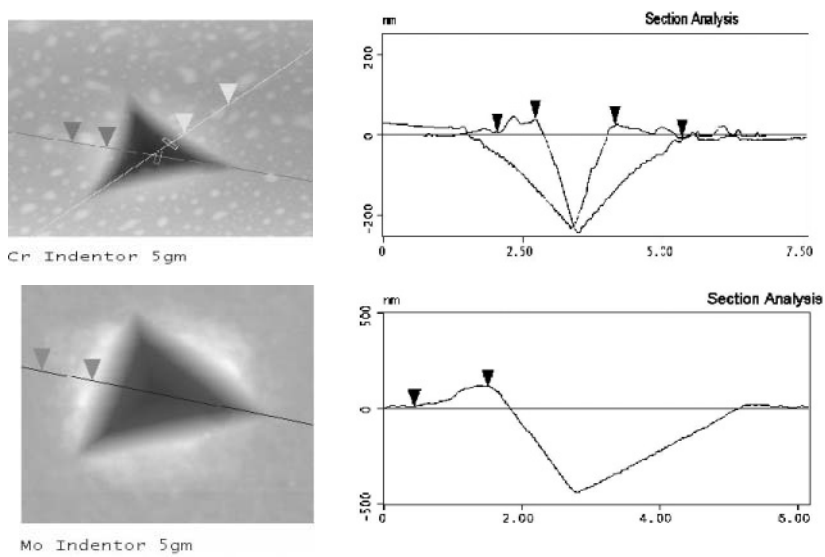 nm
Section Analysis
200
0
-200
0
2.50
5.00
7.50
Cr Indentor 5gm
nm
Section Analysis
500
0
-500
0
2.00
4.00
6.00
Mo Indentor 5gm